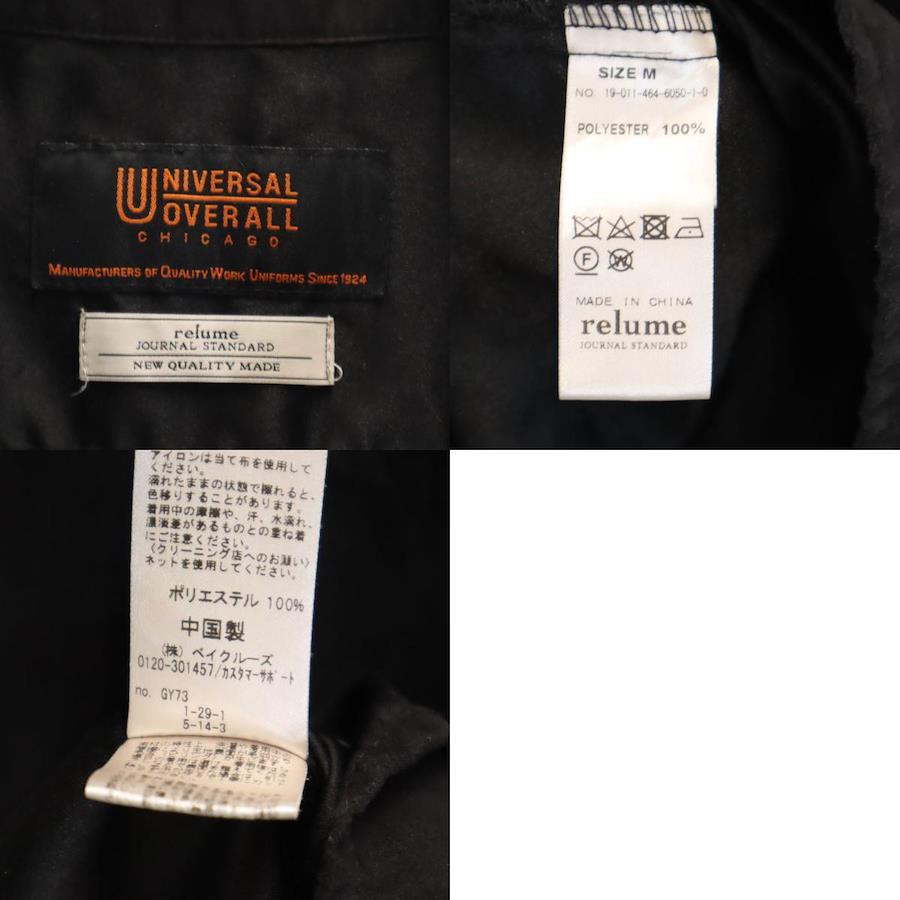 UNIVERSAL
OVERALL
CHICAGO
MANUFACTURERS OF QUALITY WORK UNIFORMS SINCE 1924
relume
JOURNAL STANDARD
NEW QUALITY MADE
SIZE M
NO. 19-011-464-6050-1-0
POLYESTER 100%
F
W
MADE IN CHINA
relume
JOURNAL STANDARD
アイロンは当て布を使用して
ください。
濡れたままの状態で擦れると、
色移りすることがあります。
着用中の摩擦や、汗、水濡れ、
濃淡差があるものとの重ね着
にご注意ください。
〈クリーニング店へのお願い〉
ネットを使用してください。
ポリエステル 100%
中国製
(株) ベイクルーズ
0120-301457/カスタマーサポート
no. GY73
1-29-1
5-14-3